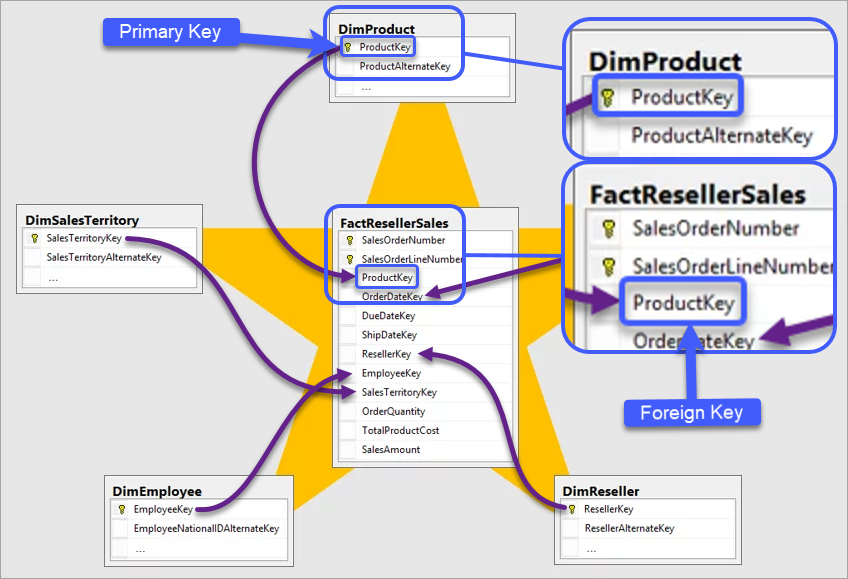 Primary Key
DimProduct
ProductKey
ProductAlternateKey
...
DimProduct
ProductKey
ProductAlternateKey
DimSalesTerritory
SalesTerritoryKey
SalesTerritoryAlternateKey
...
FactResellerSales
SalesOrderNumber
SalesOrderLineNumber
ProductKey
OrderDateKey
DueDateKey
ShipDateKey
ResellerKey
EmployeeKey
SalesTerritoryKey
OrderQuantity
TotalProductCost
SalesAmount
FactResellerSales
SalesOrderNumber
SalesOrderLineNumber
ProductKey
OrderDateKey
Foreign Key
DimEmployee
EmployeeKey
EmployeeNationalIDAlternateKey
...
DimReseller
ResellerKey
ResellerAlternateKey
...